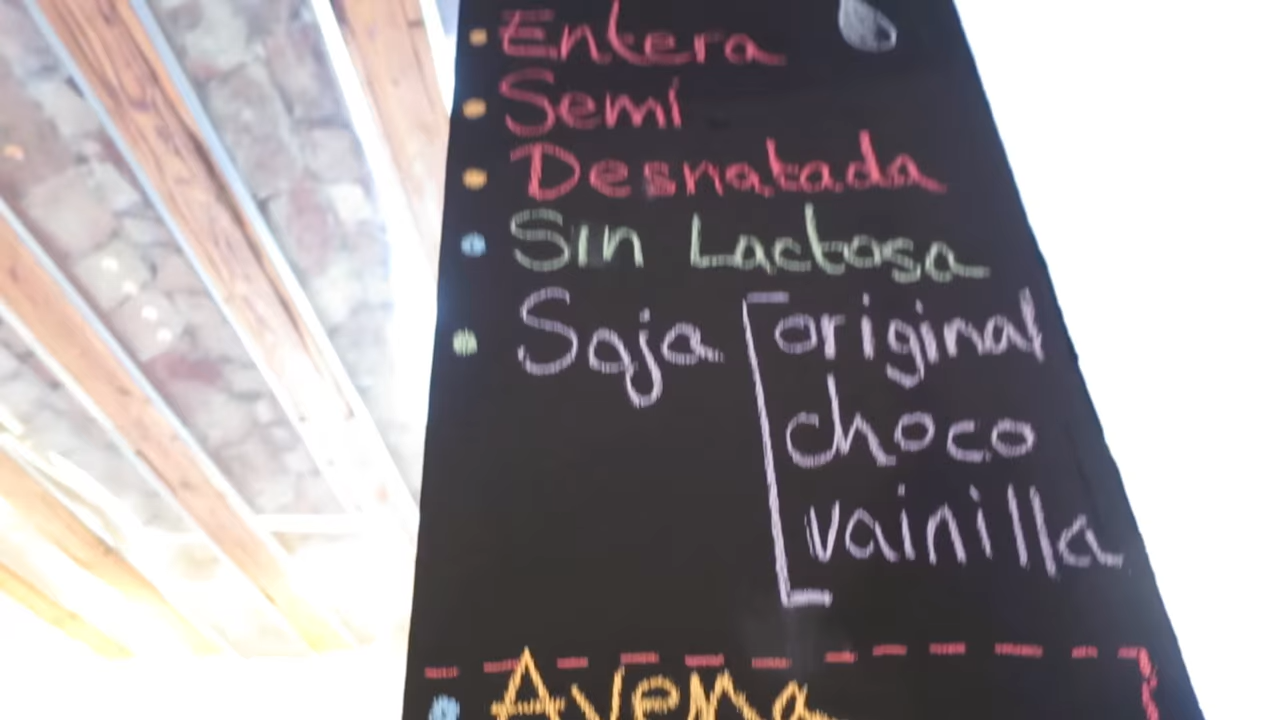 Entera
Semi
Desnatada
Sin Lactosa
Soja [original
choco
vainilla
Avena